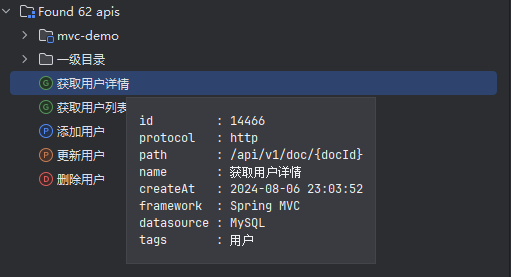 Found 62 apis
mvc-demo
一级目录
G 获取用户详情
G 获取用户列表
P 添加用户
P 更新用户
D 删除用户
id : 14466
protocol : http
path : /api/v1/doc/{docId}
name : 获取用户详情
createAt : 2024-08-06 23:03:52
framework : Spring MVC
datasource : MySQL
tags : 用户